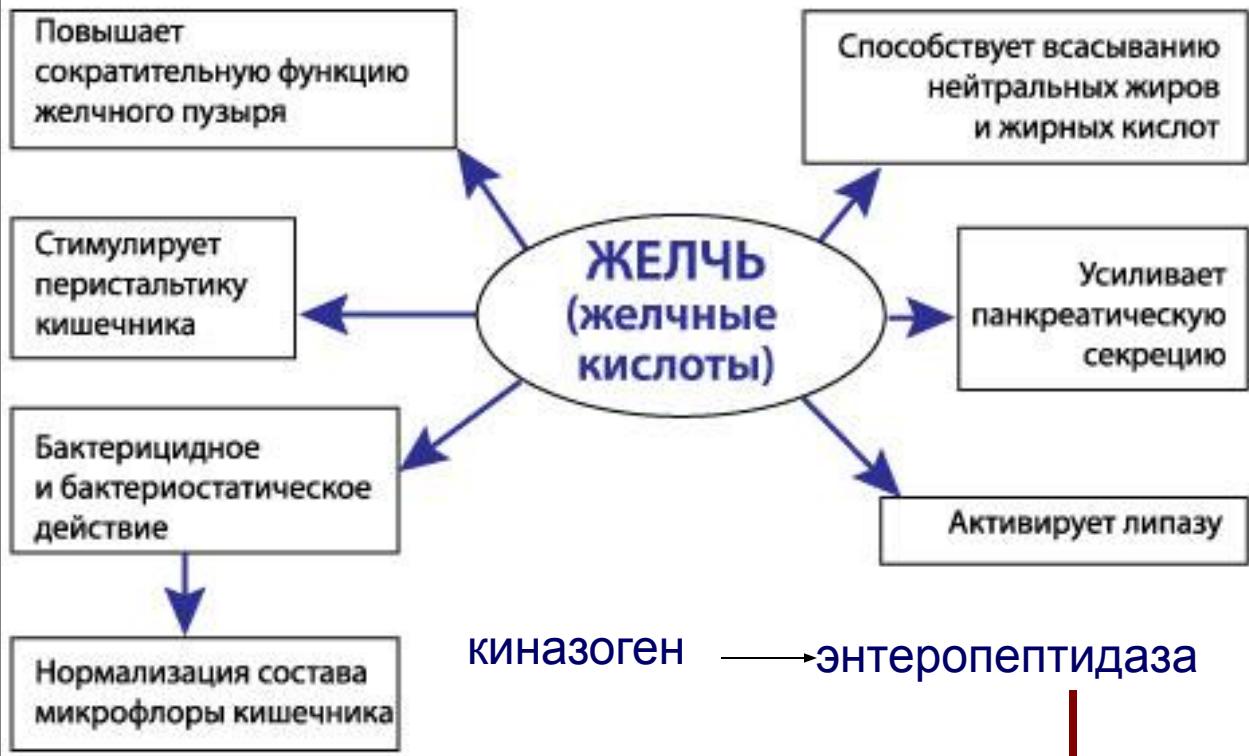 Повышает
сократительную функцию
желчного пузыря
Способствует всасыванию
нейтральных жиров
и жирных кислот
Стимулирует
перистальтику
кишечника
ЖЕЛЧЬ
(желчные
кислоты)
Усиливает
панкреатическую
секрецию
Бактерицидное
и бактериостатическое
действие
Активирует липазу
Нормализация состава
микрофлоры кишечника
киназоген
энтеропептидаза